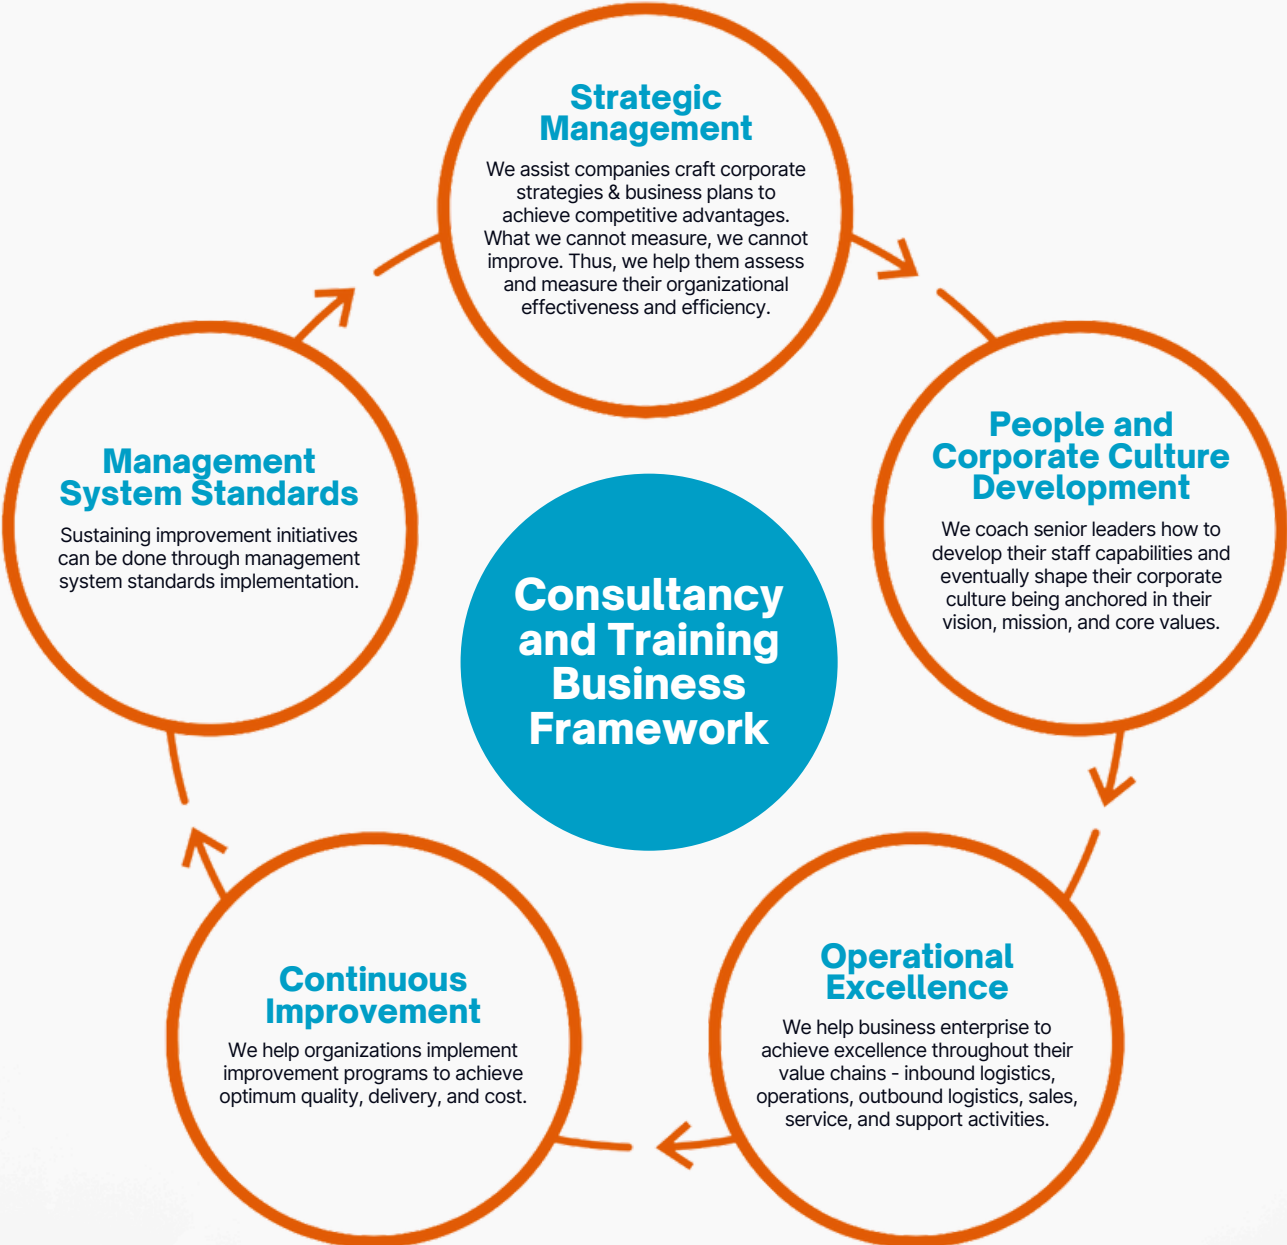 Strategic
Management
We assist companies craft corporate
strategies & business plans to
achieve competitive advantages.
What we cannot measure, we cannot
improve. Thus, we help them assess
and measure their organizational
effectiveness and efficiency.
People and
Corporate Culture
Development
We coach senior leaders how to
develop their staff capabilities and
eventually shape their corporate
culture being anchored in their
vision, mission, and core values.
Operational
Excellence
We help business enterprise to
achieve excellence throughout their
value chains - inbound logistics,
operations, outbound logistics, sales,
service, and support activities.
Continuous
Improvement
We help organizations implement
improvement programs to achieve
optimum quality, delivery, and cost.
Management
System Standards
Sustaining improvement initiatives
can be done through management
system standards implementation.
Consultancy
and Training
Business
Framework